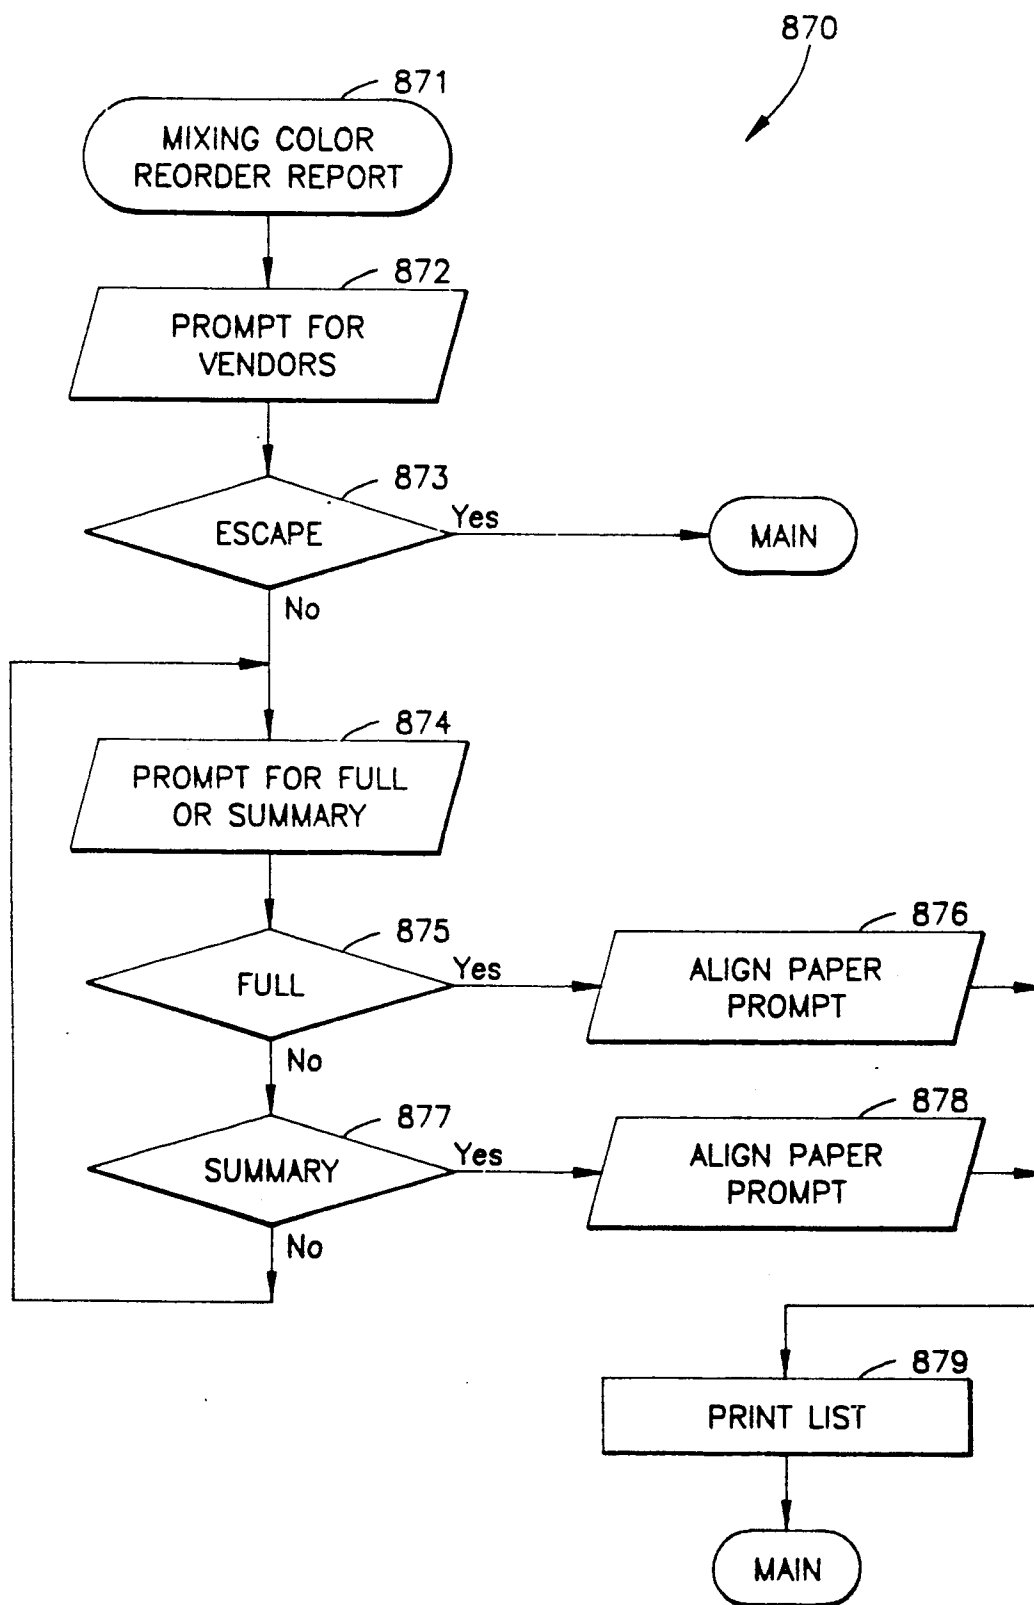 870
871
MIXING COLOR
REORDER REPORT
872
PROMPT FOR
VENDORS
873
ESCAPE
Yes
MAIN
No
874
PROMPT FOR FULL
OR SUMMARY
875
FULL
Yes
876
ALIGN PAPER
PROMPT
No
877
SUMMARY
Yes
878
ALIGN PAPER
PROMPT
No
879
PRINT LIST
MAIN